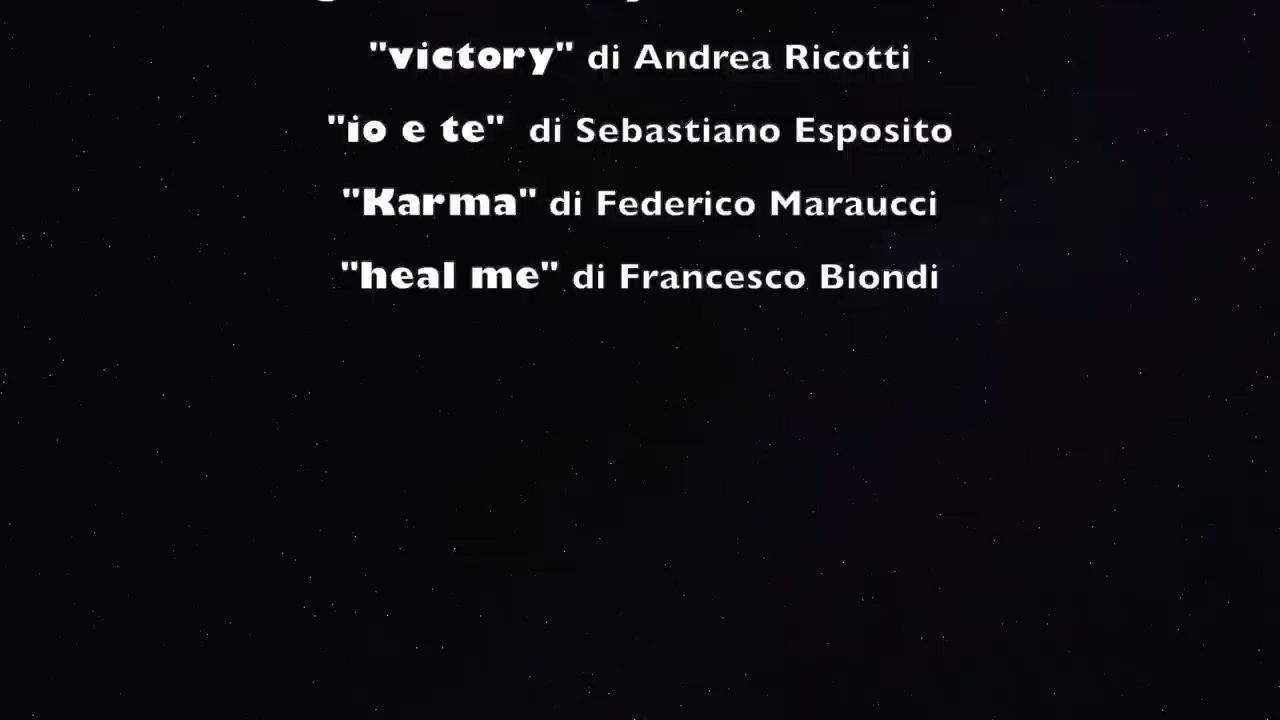 "victory" di Andrea Ricotti
"io e te" di Sebastiano Esposito
"Karma" di Federico Maraucci
"heal me" di Francesco Biondi